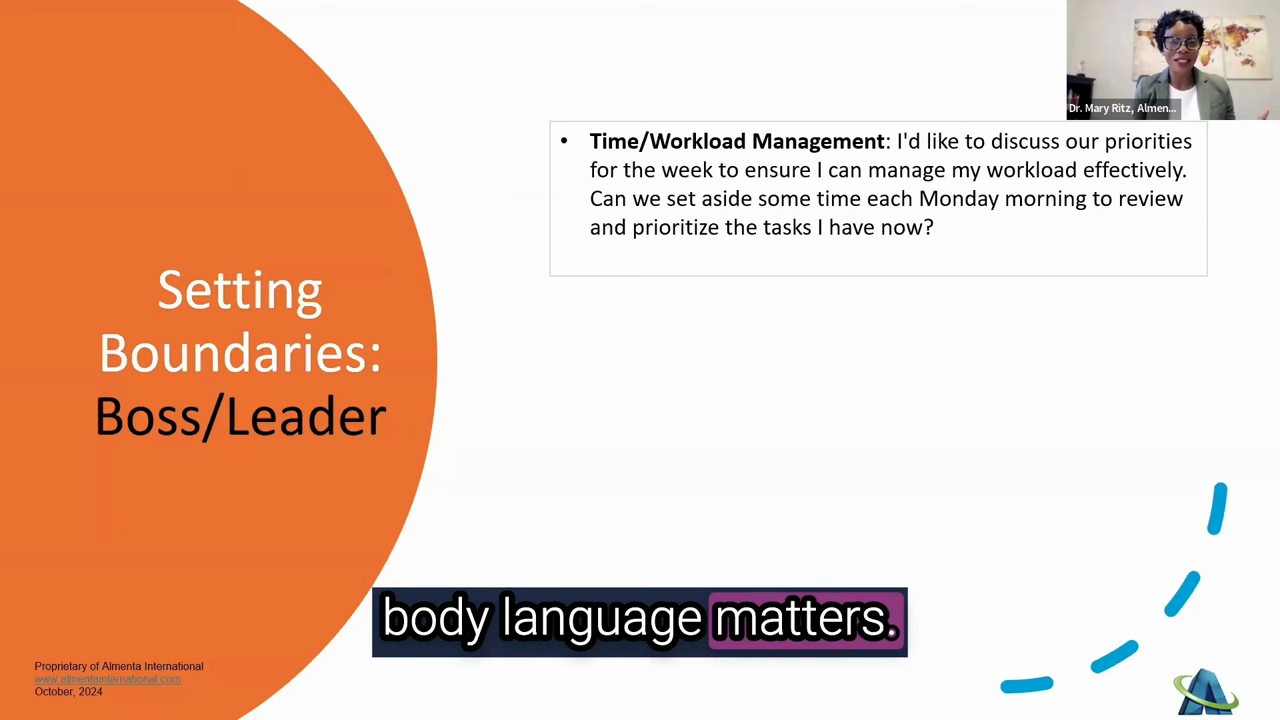 Dr. Mary Ritz, Almen...
• Time/Workload Management: I'd like to discuss our priorities
for the week to ensure I can manage my workload effectively.
Can we set aside some time each Monday morning to review
and prioritize the tasks I have now?
Setting
Boundaries:
Boss/Leader
body language matters.
Proprietary of Almenta International
www.almentainternational.com
October, 2024